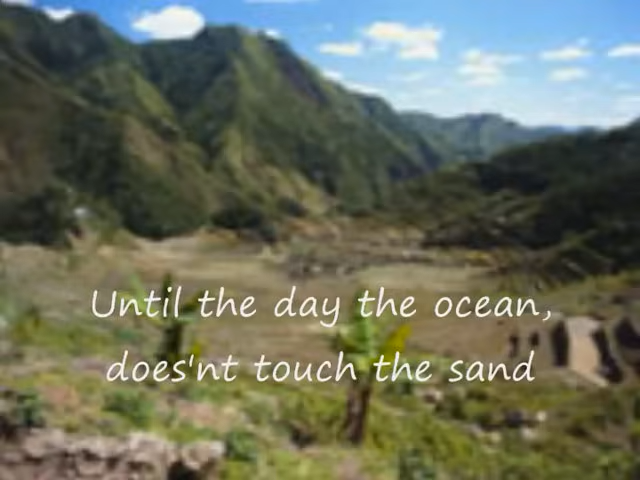 Until the day the ocean,
does'nt touch the sand